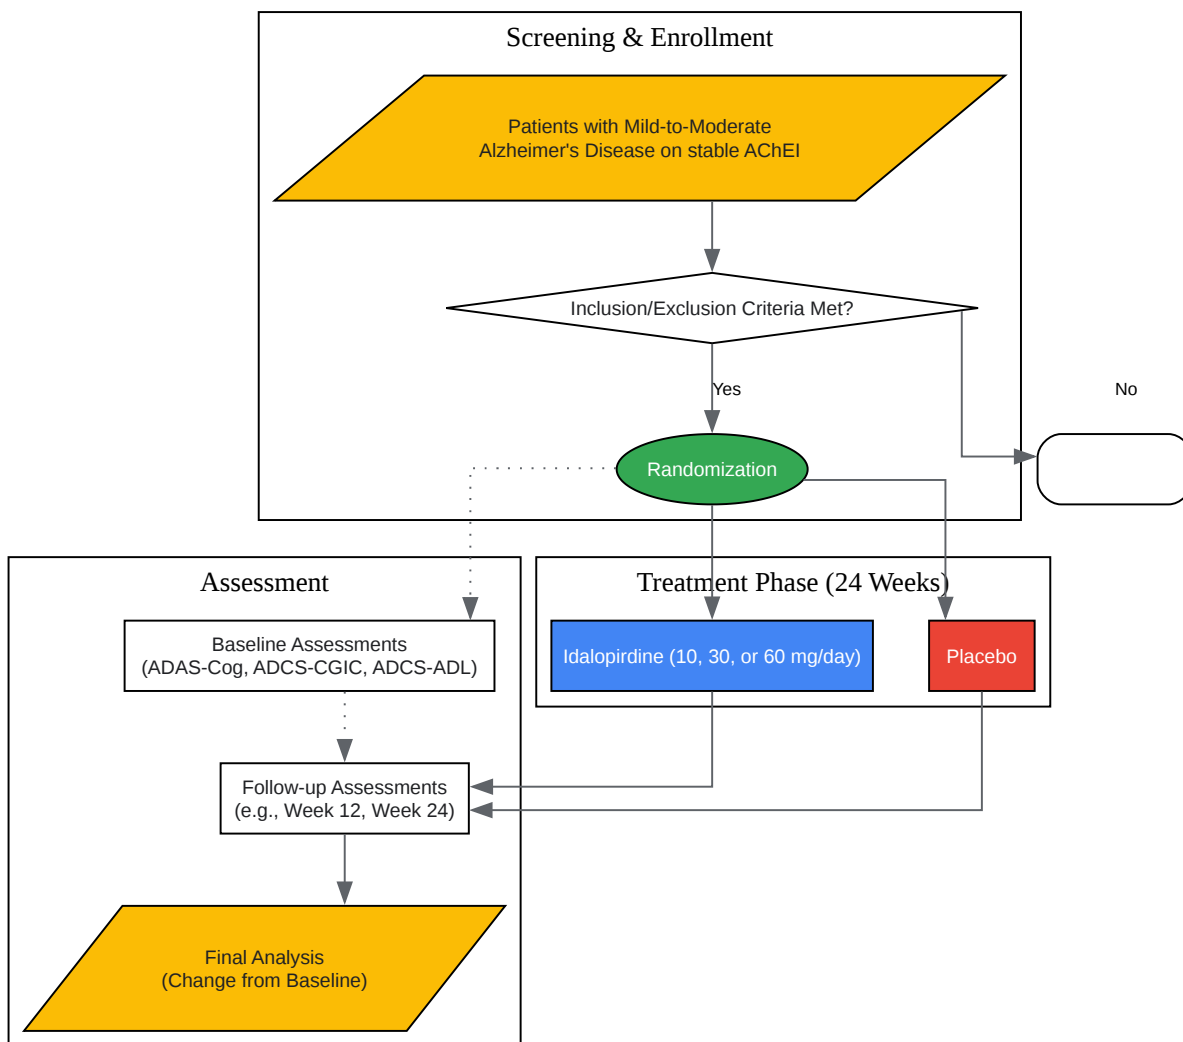 Screening & Enrollment
Patients with Mild-to-Moderate
Alzheimer's Disease on stable AChEI
Inclusion/Exclusion Criteria Met?
Yes
No
Randomization
Assessment
Treatment Phase (24 Weeks)
Baseline Assessments
(ADAS-Cog, ADCS-CGIC, ADCS-ADL)
Idalopirdine (10, 30, or 60 mg/day)
Placebo
Follow-up Assessments
(e.g., Week 12, Week 24)
Final Analysis
(Change from Baseline)